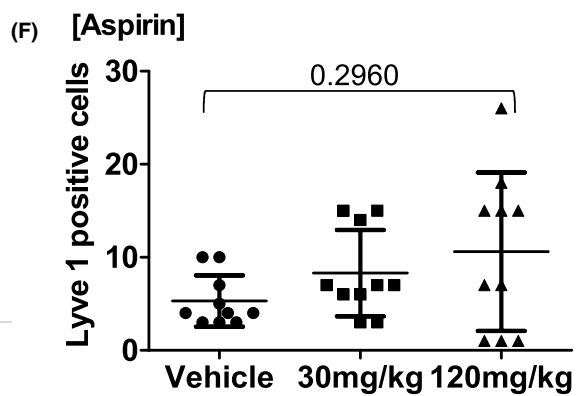 (F) [Aspirin]
0.2960
Lyve 1 positive cells
30
20
10
0
Vehicle 30mg/kg 120mg/kg